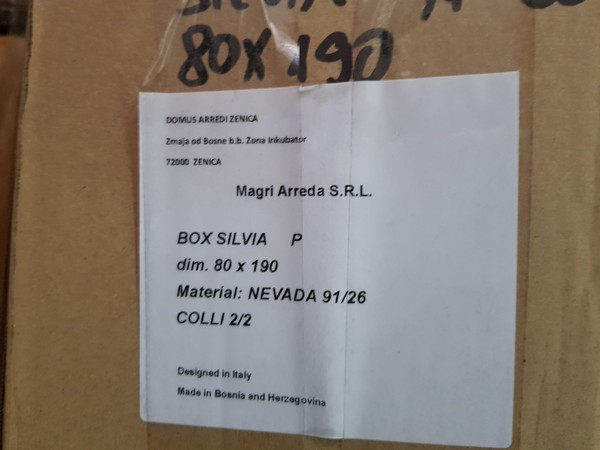 SILVIA
80X190
DOMUS ARREDI ZENICA
Zmaja od Bosne b.b. Zona Inkubator
72000 ZENICA
Magri Arreda S.R.L.
BOX SILVIA P
dim. 80 x 190
Material: NEVADA 91/26
COLLI 2/2
Designed in Italy
Made in Bosnia and Herzegovina